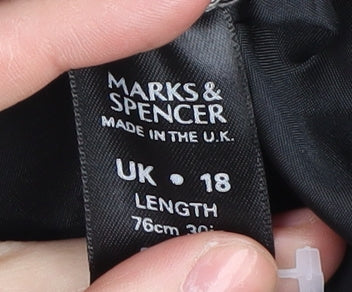 MARKS &
SPENCER
MADE IN THE U.K.
UK • 18
LENGTH
76cm 30